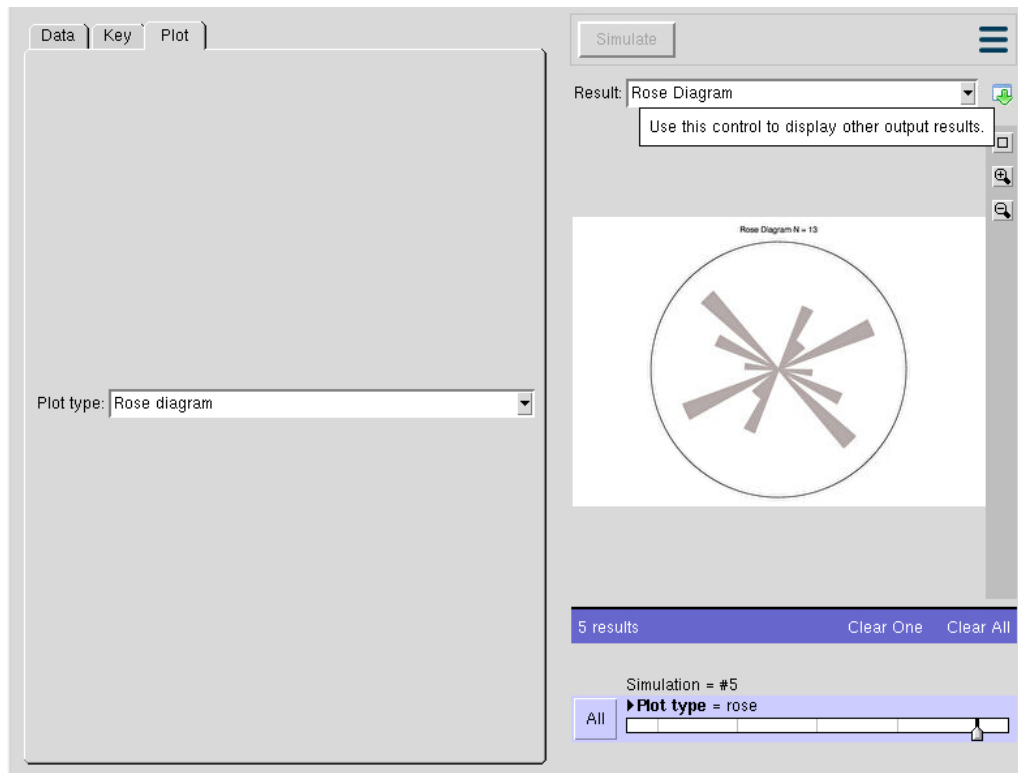 Data Key Plot
Simulate
Result: Rose Diagram
Use this control to display other output results.
Rose Diagram N = 13
Plot type: Rose diagram
5 results Clear One Clear All
Simulation = #5
All
Plot type = rose